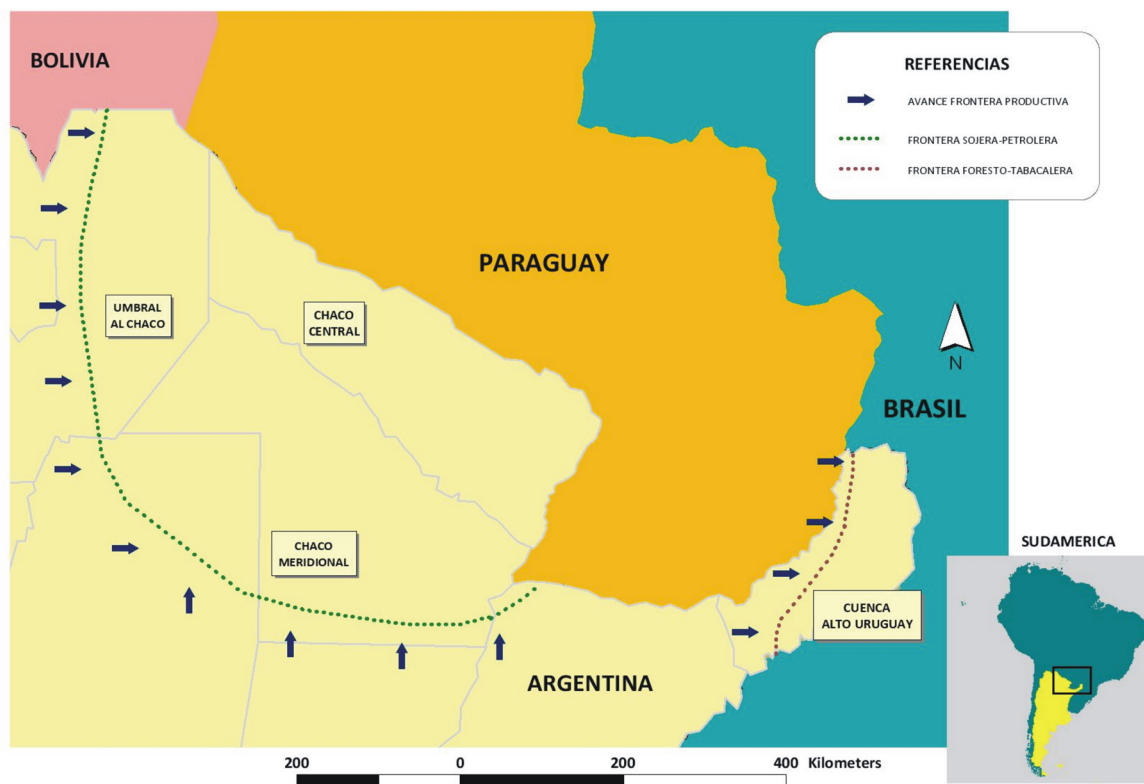 BOLIVIA
REFERENCIAS
AVANCE FRONTERA PRODUCTIVA
FRONTERA SOJERA-PETROLERA
FRONTERA FORESTO-TABACALERA
PARAGUAY
UMBRAL
AL CHACO
CHACO
CENTRAL
N
BRASIL
CHACO
MERIDIONAL
SUDAMERICA
CUENCA
ALTO URUGUAY
ARGENTINA
200 0 200 400 Kilometers